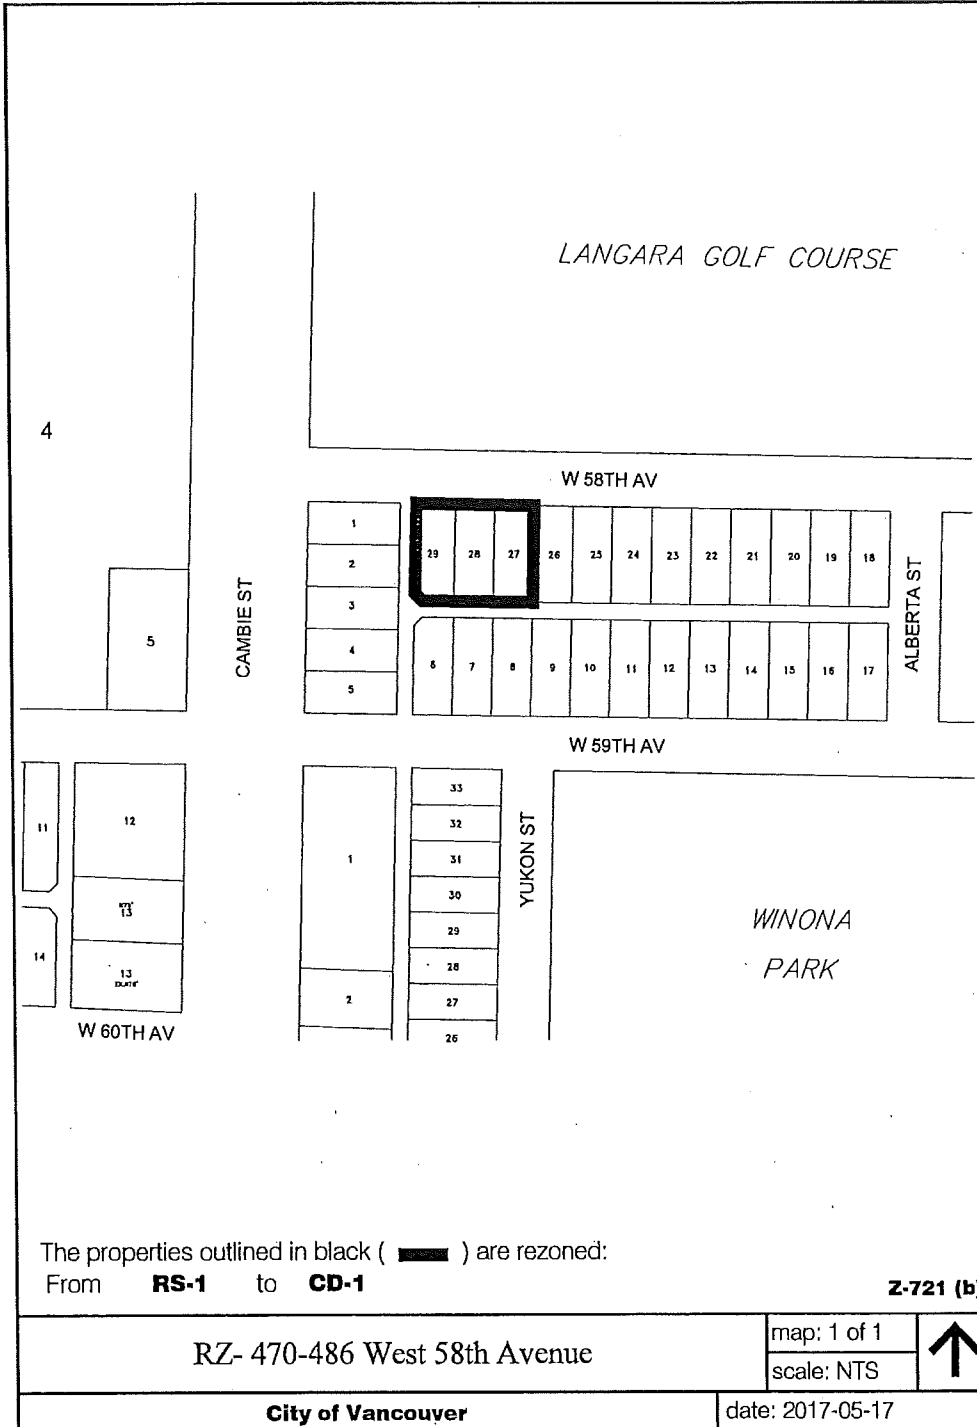 LANGARA GOLF COURSE
4
W 58TH AV
1
29 28 27 26 25 24 23 22 21 20 19 18
2
CAMBIE ST
ALBERTA ST
3
5
4
6 7 8 9 10 11 12 13 14 15 16 17
5
W 59TH AV
33
11
12
32
YUKON ST
1
31
30
13
29
WINONA
PARK
14
13
28
2
27
W 60TH AV
26
The properties outlined in black ( ) are rezoned:
From RS-1 to CD-1
Z-721 (b)
RZ- 470-486 West 58th Avenue
map: 1 of 1
scale: NTS
City of Vancouver
date: 2017-05-17